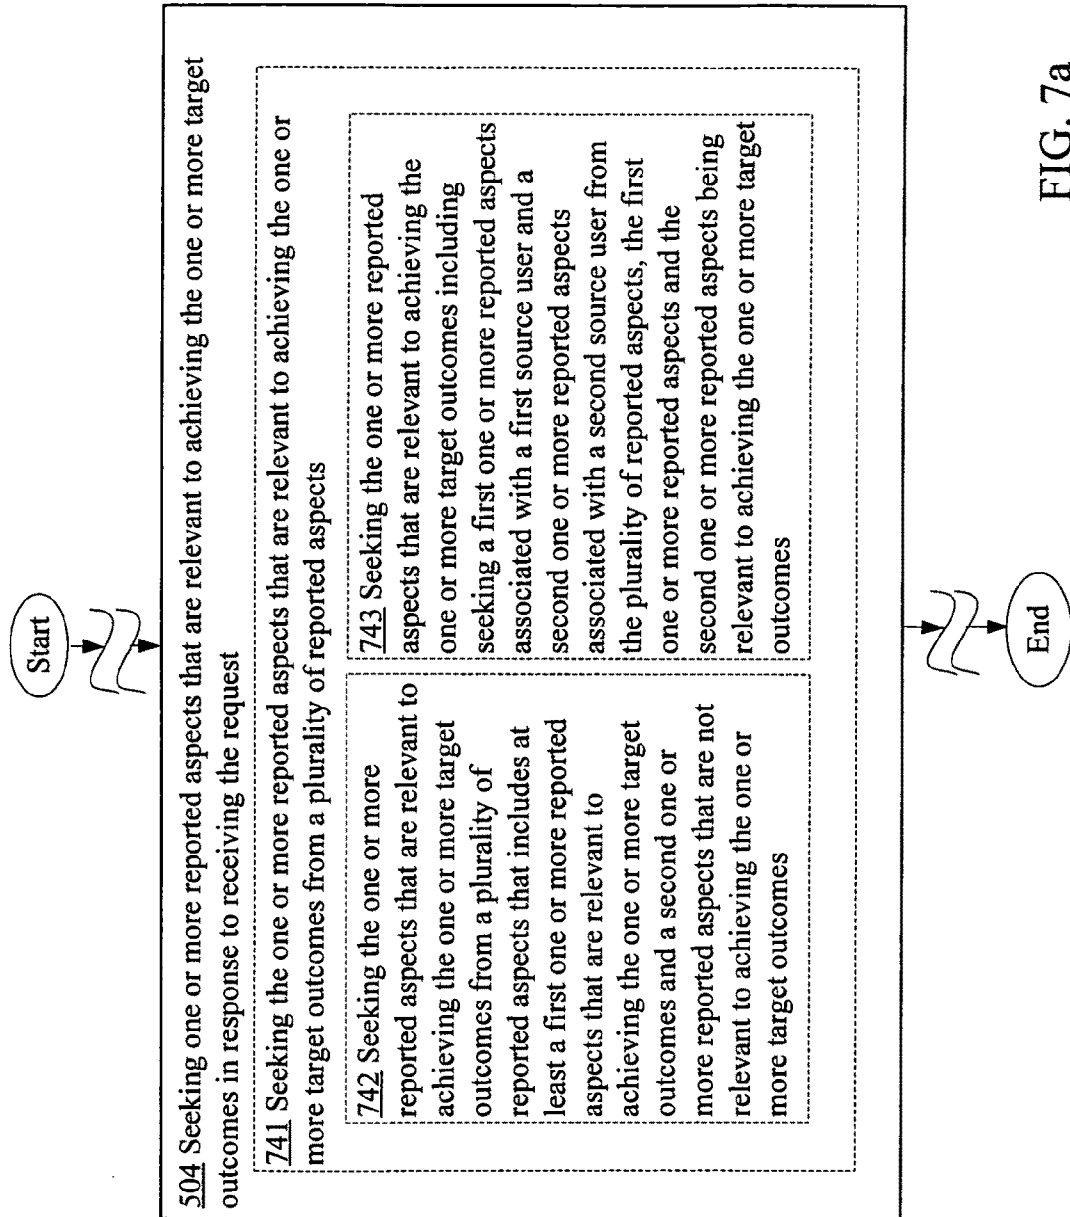 Start
504 Seeking one or more reported aspects that are relevant to achieving the one or more target
outcomes in response to receiving the request
741 Seeking the one or more reported aspects that are relevant to achieving the one or
more target outcomes from a plurality of reported aspects
742 Seeking the one or more
reported aspects that are relevant to
achieving the one or more target
outcomes from a plurality of
reported aspects that includes at
least a first one or more reported
aspects that are relevant to
achieving the one or more target
outcomes and a second one or
more reported aspects that are not
relevant to achieving the one or
more target outcomes
743 Seeking the one or more reported
aspects that are relevant to achieving the
one or more target outcomes including
seeking a first one or more reported aspects
associated with a first source user and a
second one or more reported aspects
associated with a second source user from
the plurality of reported aspects, the first
one or more reported aspects and the
second one or more reported aspects being
relevant to achieving the one or more target
outcomes
End
FIG. 7a